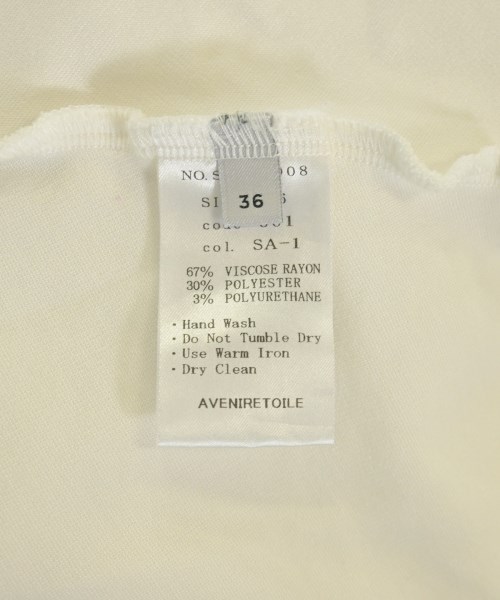 NO.
36
col. SA-1
67% VISCOSE RAYON
30% POLYESTER
3% POLYURETHANE
・Hand Wash
・Do Not Tumble Dry
・Use Warm Iron
・Dry Clean
AVENIRETOILE